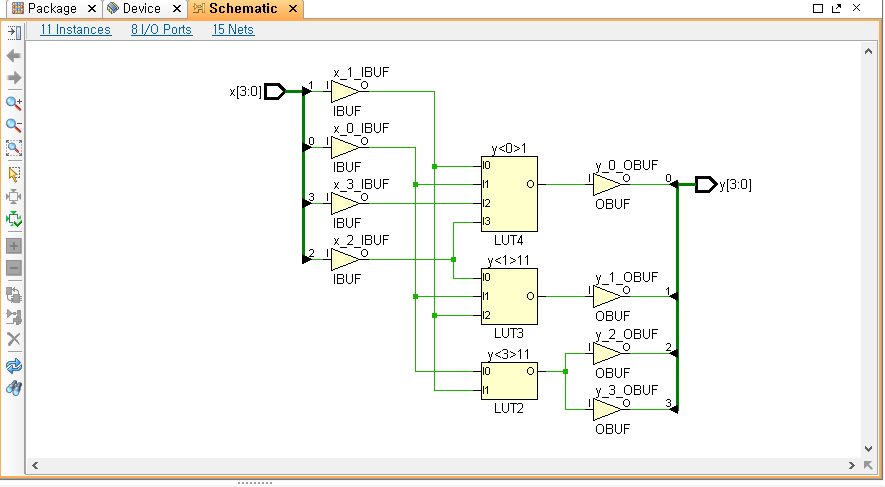 Package Device Schematic
11 Instances 8 I/O Ports 15 Nets
x[3:0]
1 x_1_IBUF
I O
IBUF
0 x_0_IBUF
I O
IBUF
3 x_3_IBUF
I O
IBUF
2 x_2_IBUF
I O
IBUF
y<0>1
I0
I1
I2
I3
O
LUT4
y<1>11
I0
I1
I2
O
LUT3
y<3>11
I0
I1
O
LUT2
y_0_OBUF
I O
OBUF
0
y_1_OBUF
I O
OBUF
1
y_2_OBUF
I O
OBUF
2
y_3_OBUF
I O
OBUF
3
y[3:0]